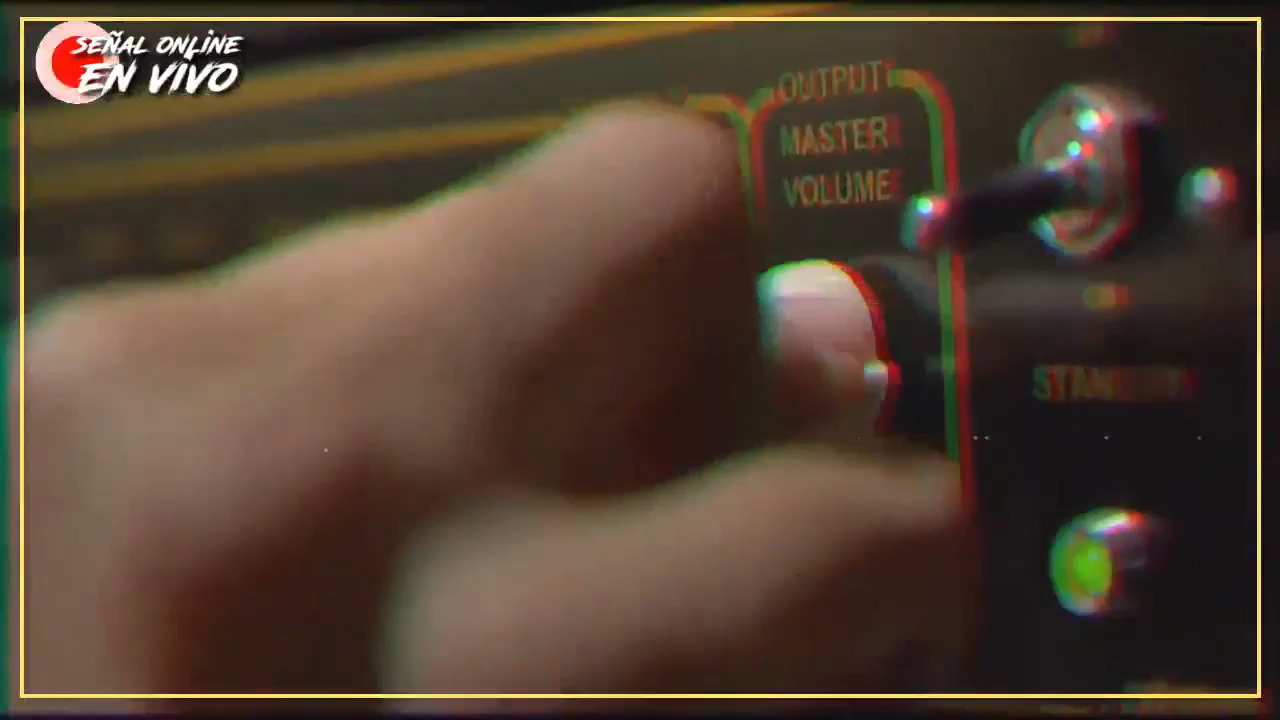 SEÑAL ONLINE
EN VIVO
OUTPUT
MASTER
VOLUME
STANDBY